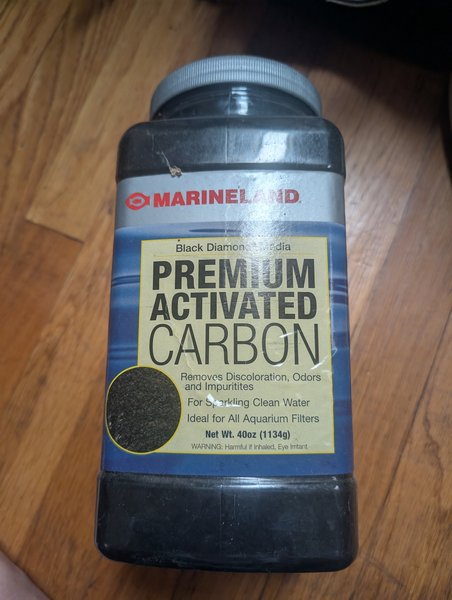 MARINELAND
Black Diamond Media
PREMIUM
ACTIVATED
CARBON
Removes Discoloration, Odors
and Impuritites
For Sparkling Clean Water
Ideal for All Aquarium Filters
Net Wt. 40oz (1134g)
WARNING: Harmful if Inhaled, Eye Irritant